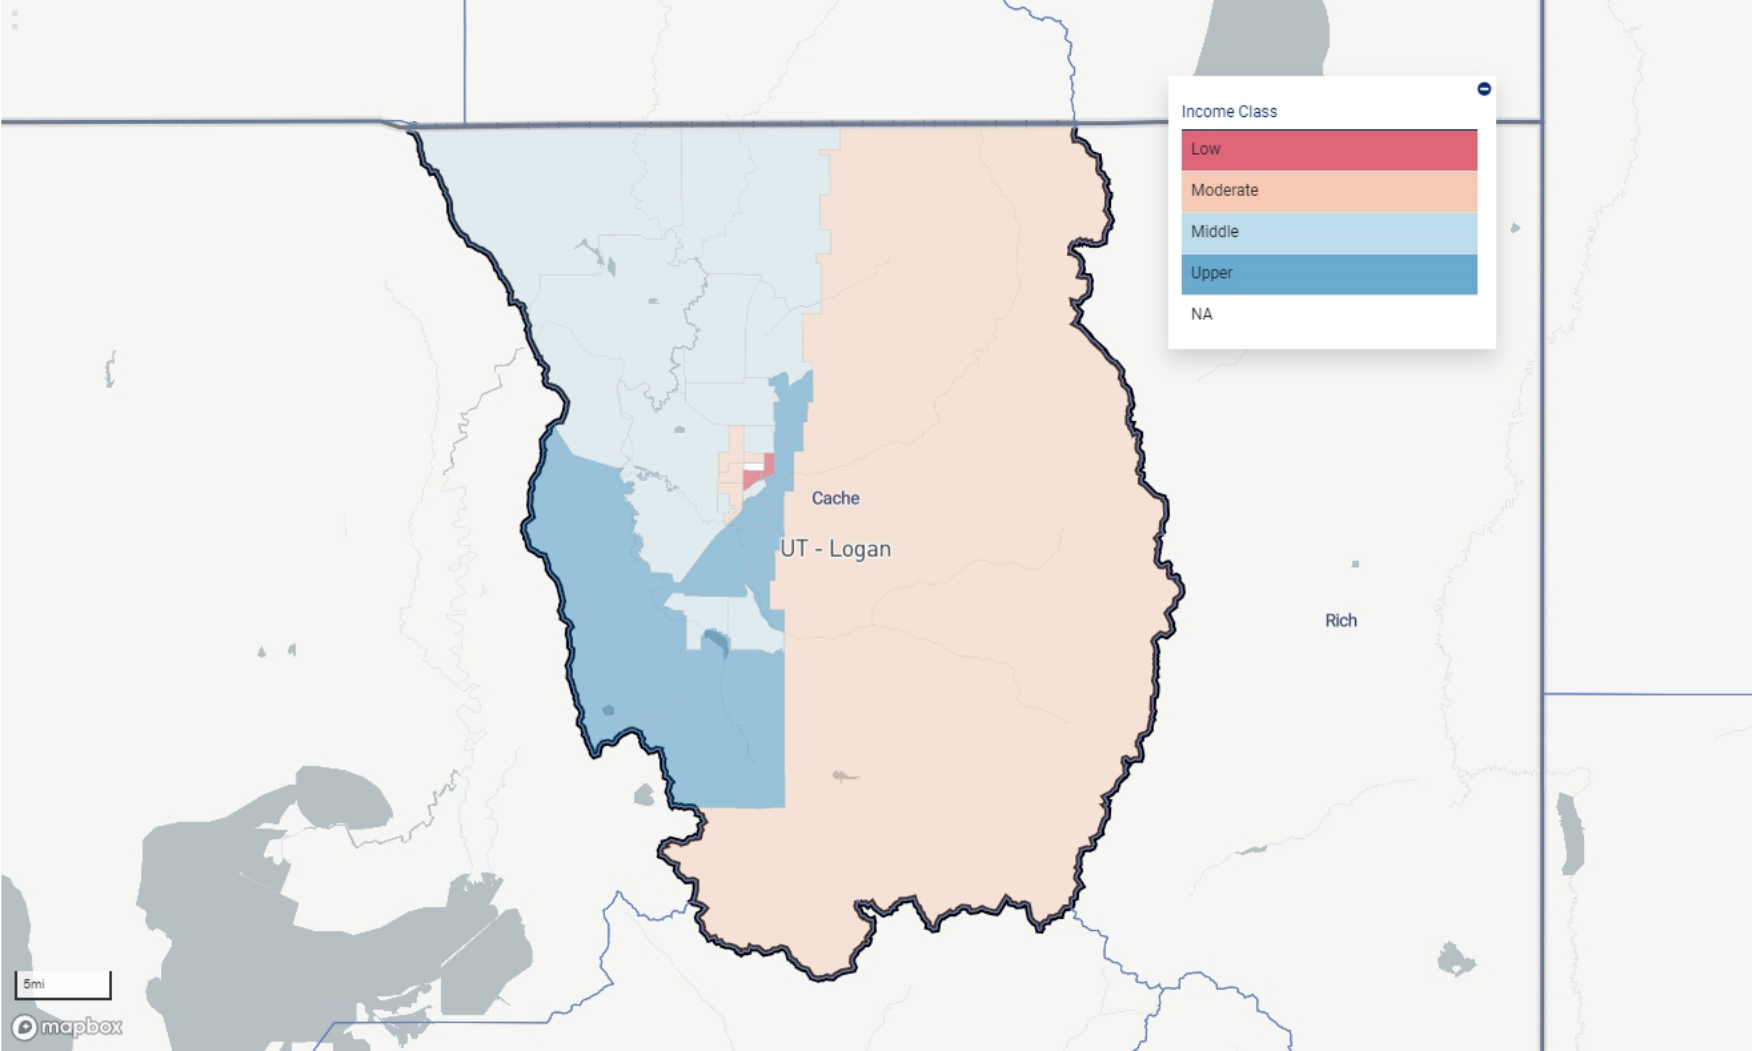 Income Class
Low
Moderate
Middle
Upper
NA
Cache
UT - Logan
Rich
5mi
mapbox